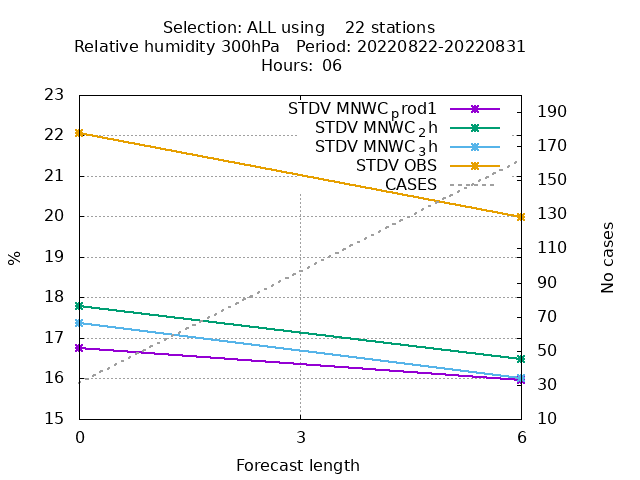 Selection: ALL using    22 stations
Relative humidity 300hPa   Period: 20220822-20220831
Hours: 06
STDV MNWC_prod1
STDV MNWC_2h
STDV MNWC_3h
STDV OBS
CASES
23
22
21
20
19
18
17
16
15
%
190
170
150
130
110
90
70
50
30
10
No cases
0 3 6
Forecast length